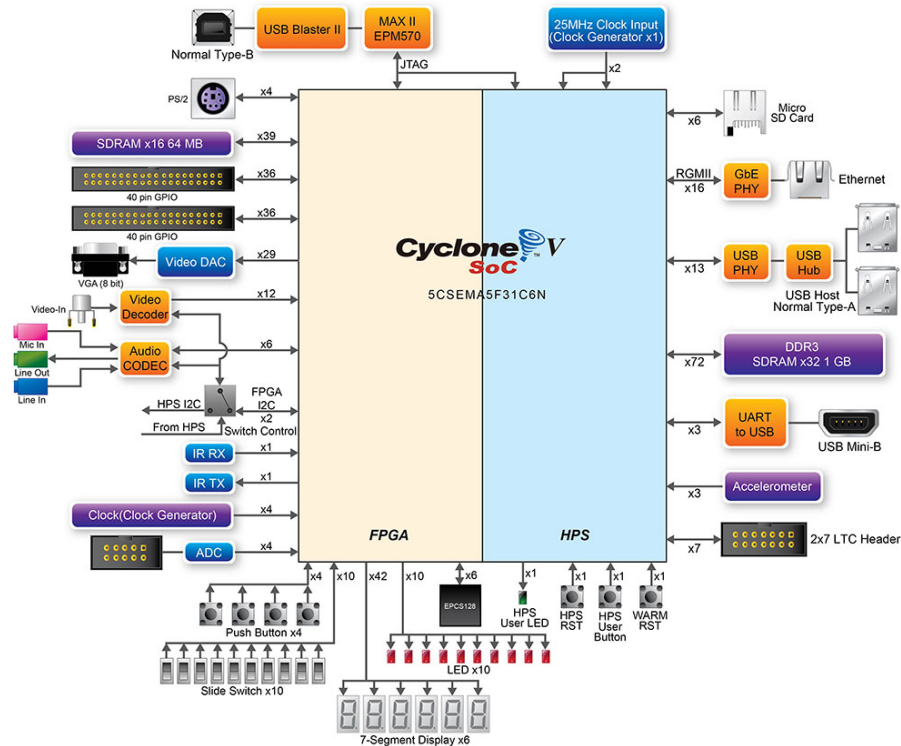 Normal Type-B
USB Blaster II
MAX II
EPM570
25MHz Clock Input
(Clock Generator x1)
JTAG
x2
PS/2
x4
SDRAM x16 64 MB
x39
40 pin GPIO
x36
40 pin GPIO
x36
VGA (8 bit)
Video DAC
x29
Video-In
Video
Decoder
x12
Mic In
Line Out
Line In
Audio
CODEC
x6
HPS I2C
FPGA
I2C
x2
From HPS
Switch Control
IR RX
x1
IR TX
x1
Clock(Clock Generator)
x4
ADC
x4
Cyclone V
SoC
TM
5CSEMA5F31C6N
FPGA
HPS
x6
Micro
SD Card
RGMII
x16
GbE
PHY
Ethernet
x13
USB
PHY
USB
Hub
USB Host
Normal Type-A
x72
DDR3
SDRAM x32 1 GB
x3
UART
to USB
USB Mini-B
x3
Accelerometer
x7
2x7 LTC Header
x4
x10
x42
x10
x6
x1
x1
x1
x1
Push Button x4
Slide Switch x10
EPCS128
HPS
User LED
HPS
RST
HPS
User
Button
WARM
RST
LED x10
7-Segment Display x6